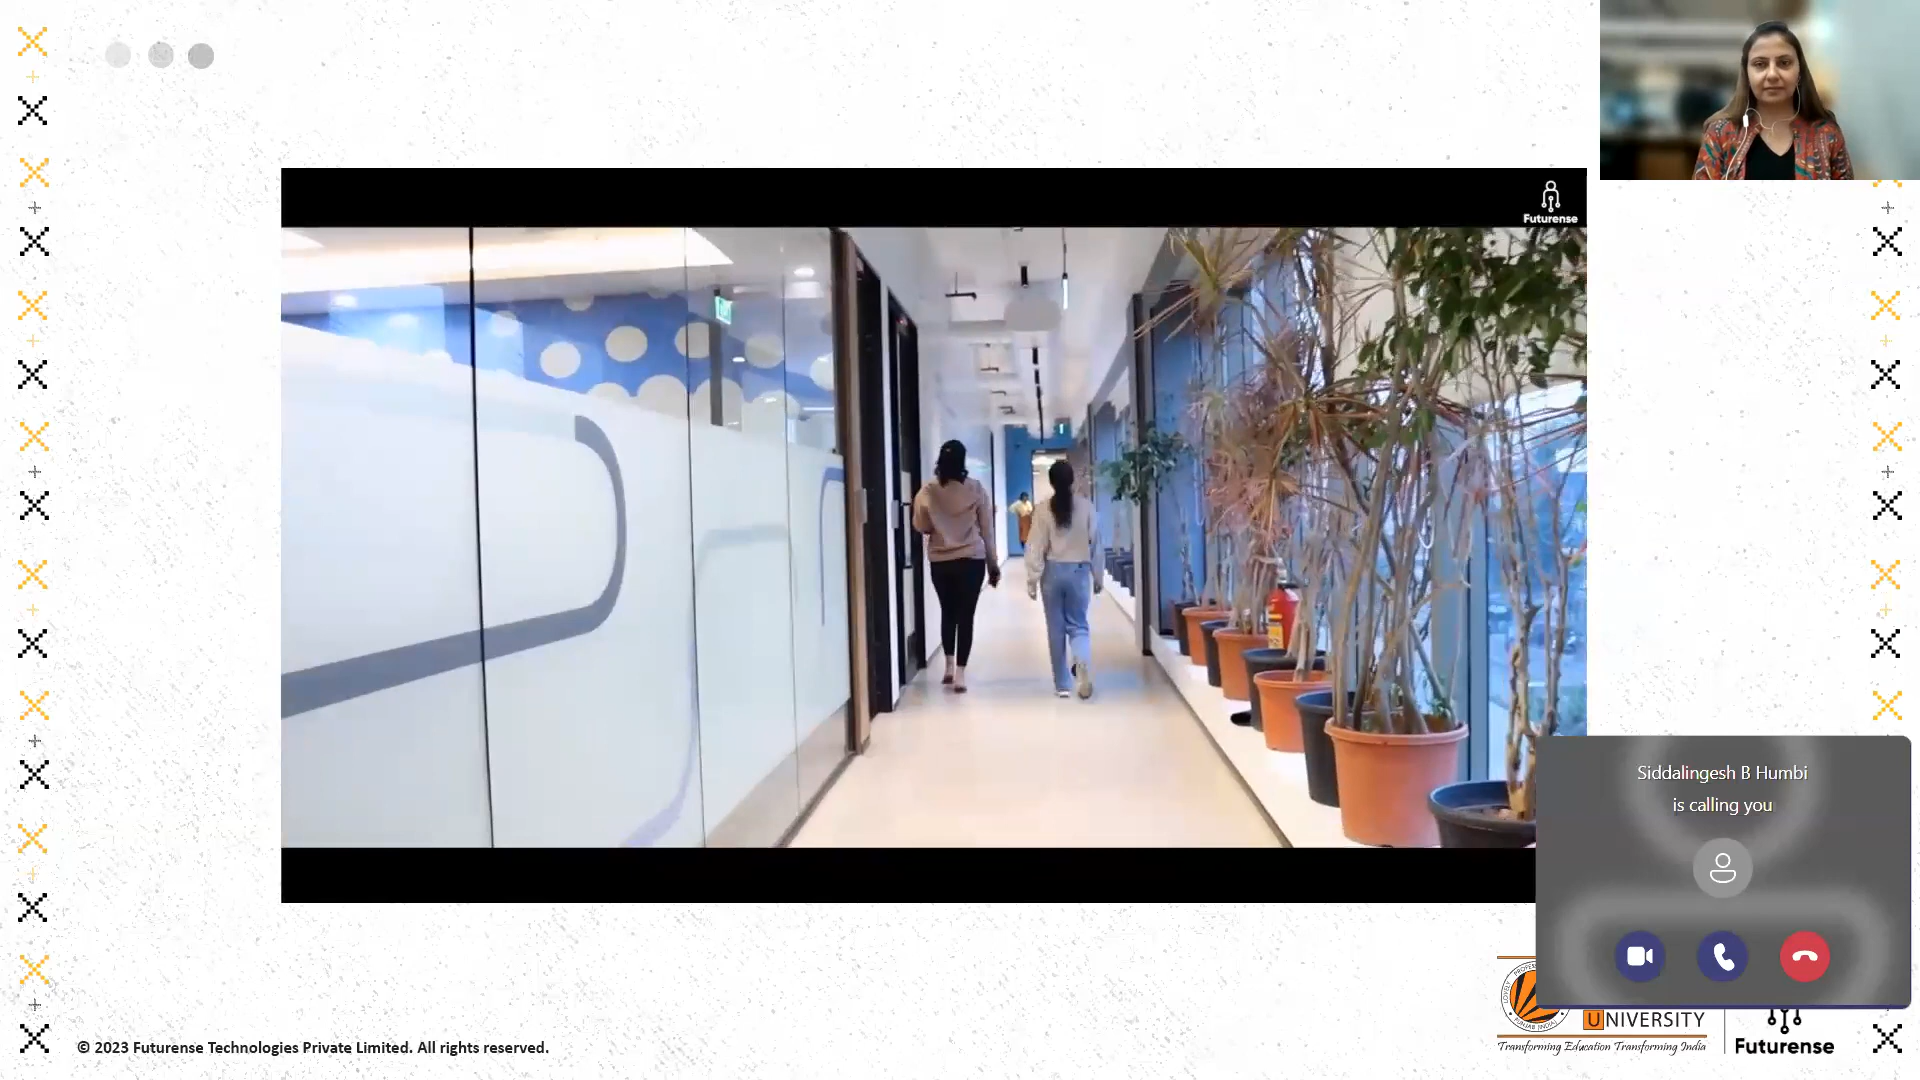 Futurense
Siddalingesh B Humbi
is calling you
UNIVERSITY
Transforming Education Transforming India
Futurense
© 2023 Futurense Technologies Private Limited. All rights reserved.